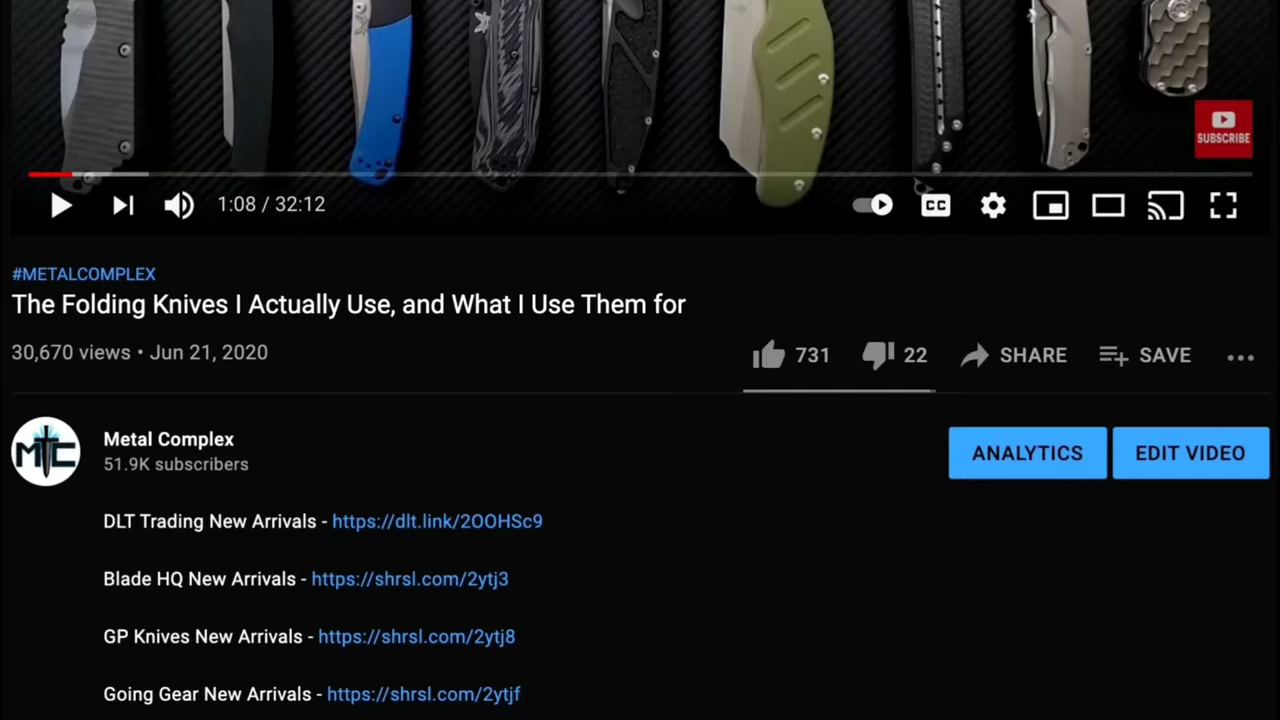 SUBSCRIBE
1:08 / 32:12
CC
#METALCOMPLEX
The Folding Knives I Actually Use, and What I Use Them for
30,670 views • Jun 21, 2020
731
22
SHARE
SAVE
MTC
Metal Complex
51.9K subscribers
ANALYTICS
EDIT VIDEO
DLT Trading New Arrivals - https://dlt.link/2OOHSc9
Blade HQ New Arrivals - https://shrsl.com/2ytj3
GP Knives New Arrivals - https://shrsl.com/2ytj8
Going Gear New Arrivals - https://shrsl.com/2ytjf